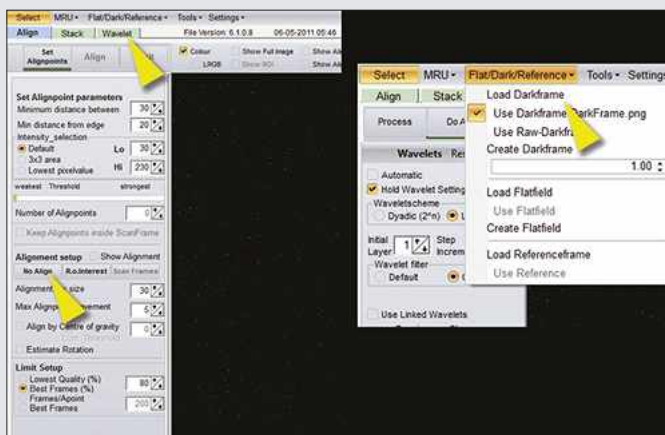 Select MRU Flat/Dark/Reference Tools Settings
Align Stack Wavelet File Version: 6.1.0.8 06-05-2011 05:46
Set Alignpoints Align
Colour Show Full Image Show
LRGB Show ROI Show
Set Alignpoint parameters
Minimum distance between 30
Min distance from edge 20
Intensity_selection
Default Lo 30
3x3 area
Lowest pixelvalue Hi 230
weakest Threshold strongest
Number of Alignpoints 0
Keep Alignpoints inside ScanFrame
Alignment setup Show Alignment
No Align R.o.Interest Scan Frames
size 30
Max 5
Align by of gravity 0
Estimate Rotation
Limit Setup
Lowest Quality (%) 80
Best Frames (%)
Frames/Apoint 200
Best Frames
Select MRU Flat/Dark/Reference Tools Settings
Align Stack
Process
Wavelets
Automatic
Hold Wavelet Setting
Waveletscheme
Dyadic (2^n)
Initial Layer 1 Step
Wavelet filter
Default
Use Linked Wavelets
Load Darkframe
Use Darkframe DarkFrame.png
Use
Create Darkframe
1.00
Load Flatfield
Use Flatfield
Create Flatfield
Load Referenceframe
Use Reference